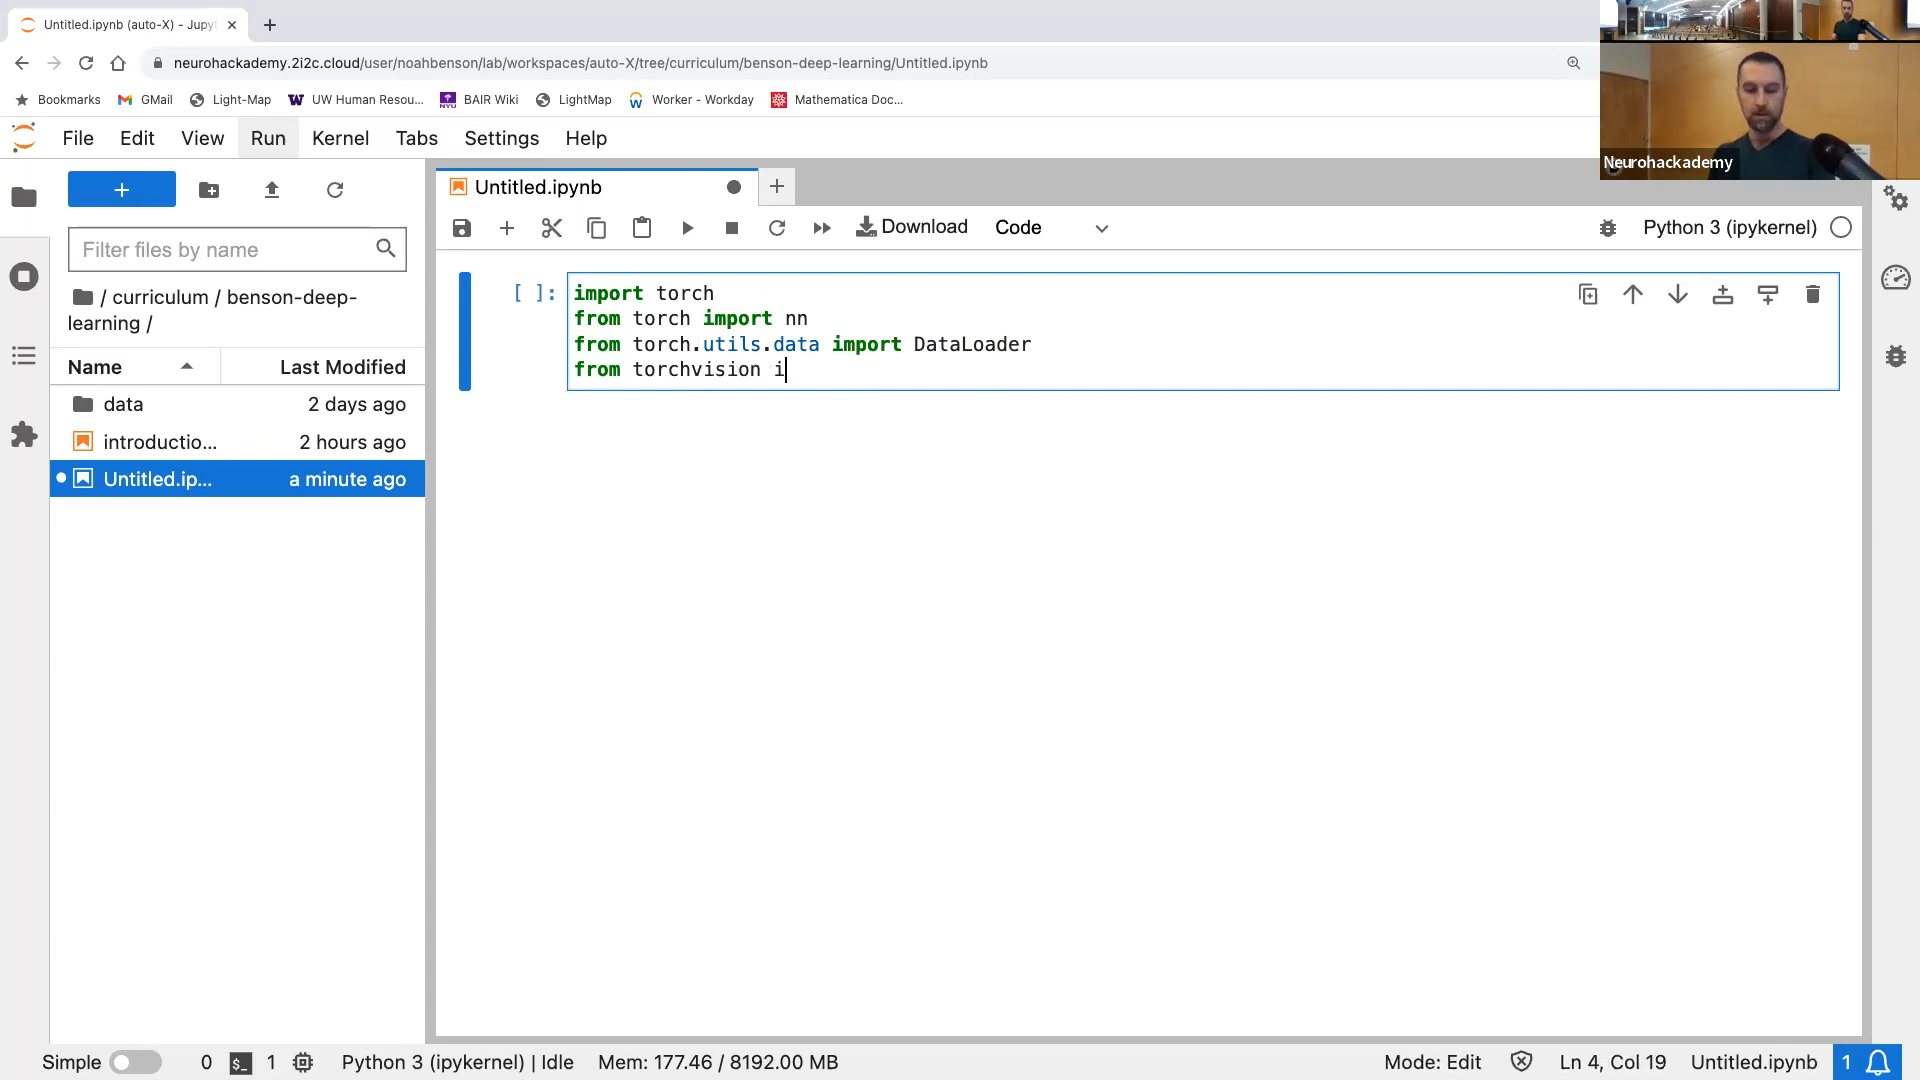 Untitled.ipynb (auto-X) - Jupyt
neurohackademy.2i2c.cloud/user/noahbenson/lab/workspaces/auto-X/tree/curriculum/benson-deep-learning/Untitled.ipynb
Bookmarks GMail Light-Map UW Human Resou... BAIR Wiki LightMap Worker - Workday Mathematica Doc...
File Edit View Run Kernel Tabs Settings Help
Neurohackademy
Untitled.ipynb
Download Code Python 3 (ipykernel)
Filter files by name
/ curriculum / benson-deep-
learning /
Name Last Modified
data 2 days ago
introductio... 2 hours ago
Untitled.ip... a minute ago
[ ]: import torch
from torch import nn
from torch.utils.data import DataLoader
from torchvision i
Simple 0 $_ 1 Python 3 (ipykernel) | Idle Mem: 177.46 / 8192.00 MB Mode: Edit Ln 4, Col 19 Untitled.ipynb 1